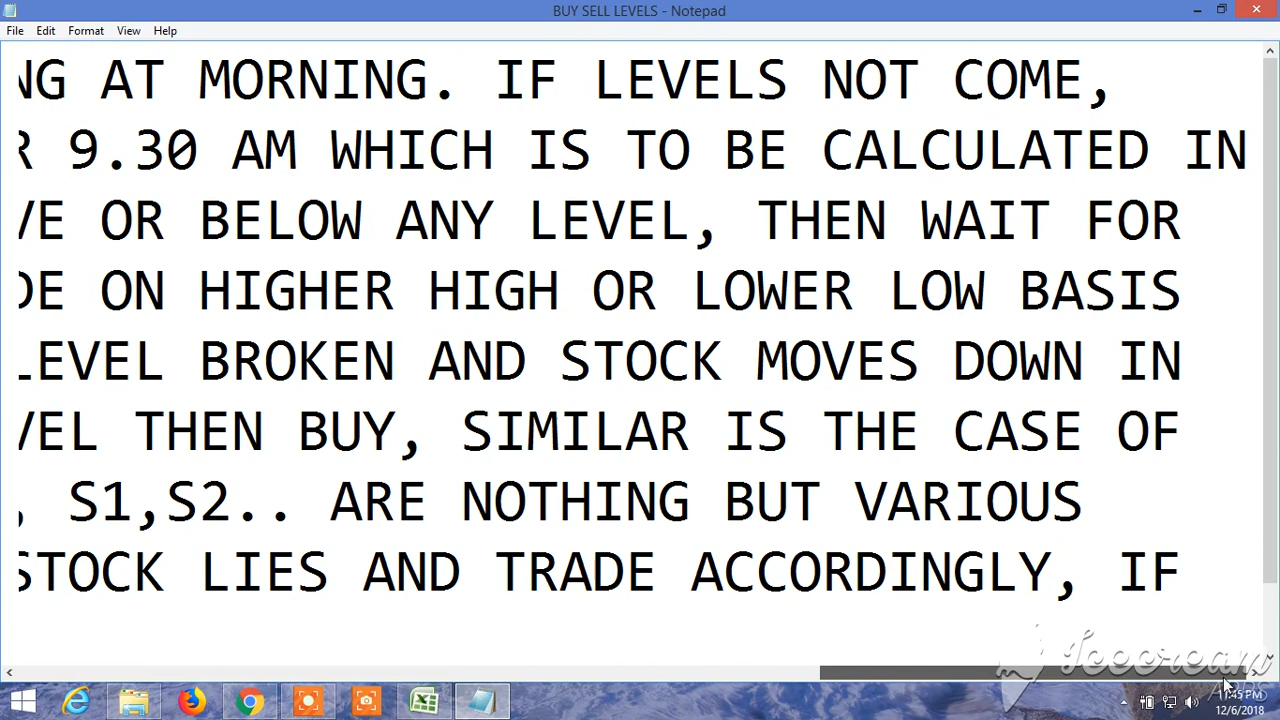 BUY SELL LEVELS - Notepad
File Edit Format View Help
NG AT MORNING. IF LEVELS NOT COME,
R 9.30 AM WHICH IS TO BE CALCULATED IN
VE OR BELOW ANY LEVEL, THEN WAIT FOR
DE ON HIGHER HIGH OR LOWER LOW BASIS
LEVEL BROKEN AND STOCK MOVES DOWN IN
VEL THEN BUY, SIMILAR IS THE CASE OF
, S1,S2.. ARE NOTHING BUT VARIOUS
STOCK LIES AND TRADE ACCORDINGLY, IF
Icecream
APPS
11:45 PM
12/6/2018